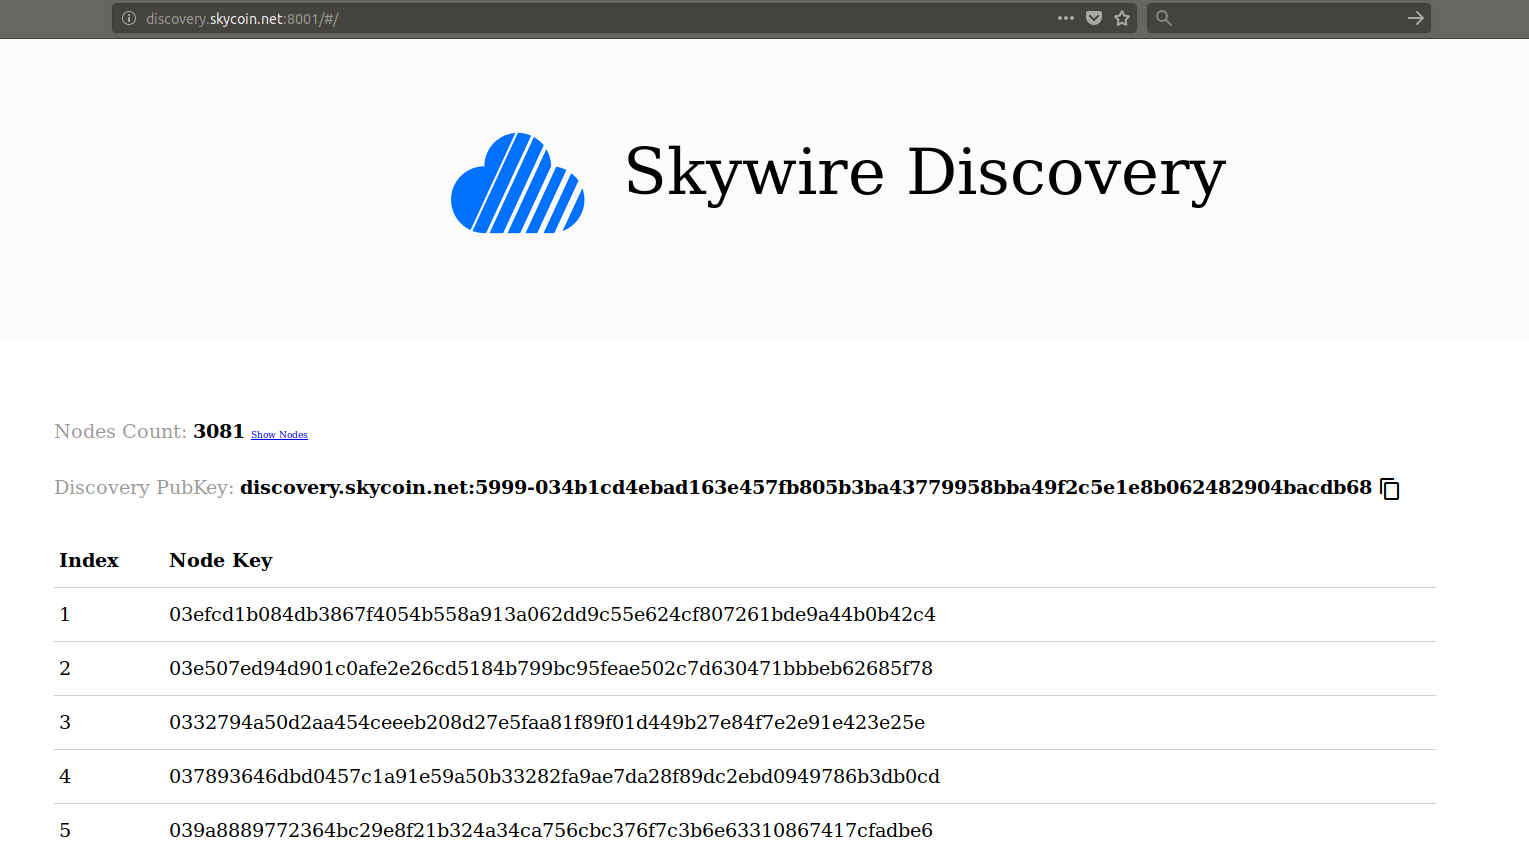 discovery.skycoin.net:8001/#/
Skywire Discovery
Nodes Count: 3081 Show Nodes
Discovery PubKey: discovery.skycoin.net:5999-034b1cd4ebad163e457fb805b3ba43779958bba49f2c5e1e8b062482904bacdb68
Index Node Key
1 03efcd1b084db3867f4054b558a913a062dd9c55e624cf807261bde9a44b0b42c4
2 03e507ed94d901c0afe2e26cd5184b799bc95feae502c7d630471bbbeb62685f78
3 0332794a50d2aa454ceeeb208d27e5faa81f89f01d449b27e84f7e2e91e423e25e
4 037893646dbd0457c1a91e59a50b33282fa9ae7da28f89dc2ebd0949786b3db0cd
5 039a8889772364bc29e8f21b324a34ca756cbc376f7c3b6e63310867417cfadbe6